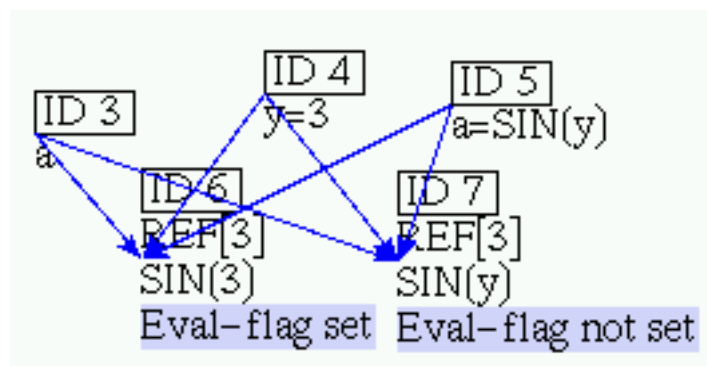 ID 3
a
ID 4
y=3
ID 5
a=SIN(y)
ID 6
REF[3]
SIN(3)
Eval-flag set
ID 7
REF[3]
SIN(y)
Eval-flag not set